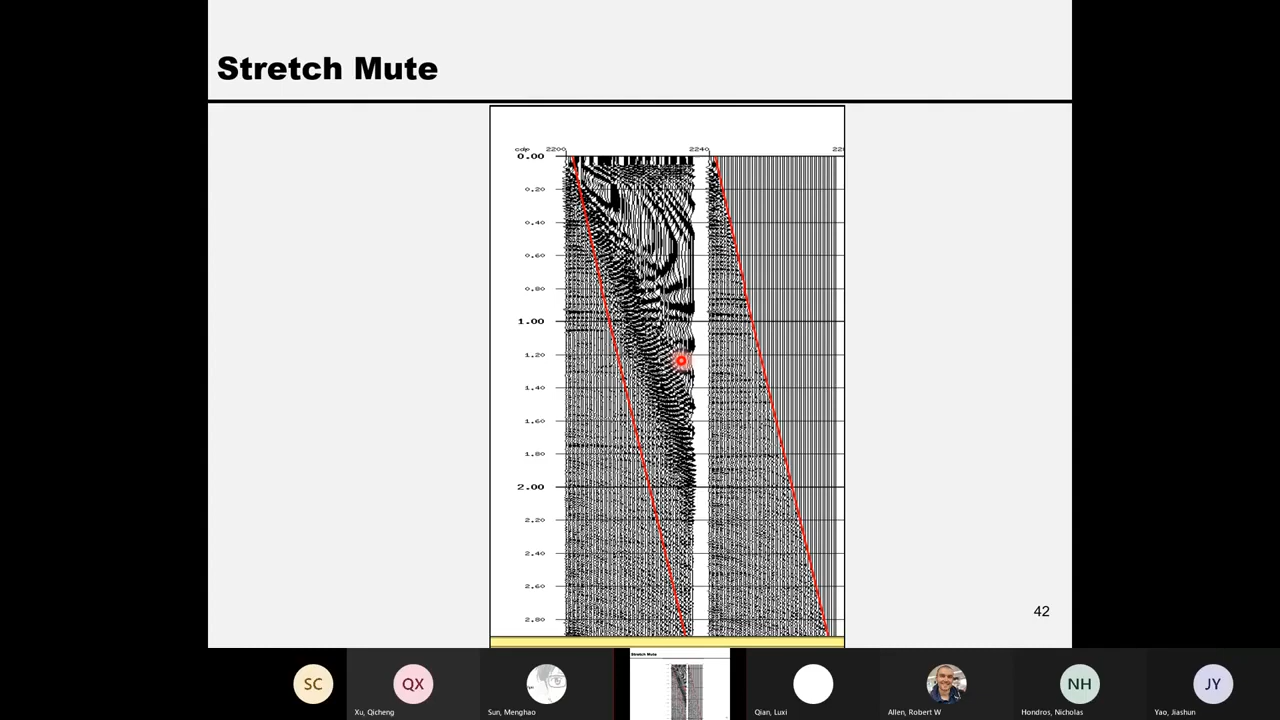 Stretch Mute
cdp 2200 2240
0.00
0.20
0.40
0.60
0.80
1.00
1.20
1.40
1.60
1.80
2.00
2.20
2.40
2.60
2.80
42
SC
QX
Xu, Qicheng
Sun, Menghao
Stretch Mute
Qian, Luxi
Allen, Robert W
NH
Hondros, Nicholas
JY
Yao, Jiashun